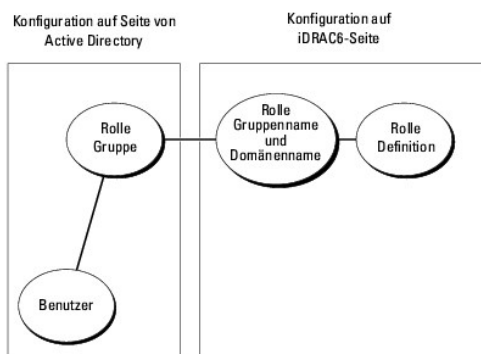 Konfiguration auf Seite von
Active Directory
Konfiguration auf
iDRAC6-Seite
Rolle
Gruppe
Rolle
Gruppenname
und
Domänenname
Rolle
Definition
Benutzer